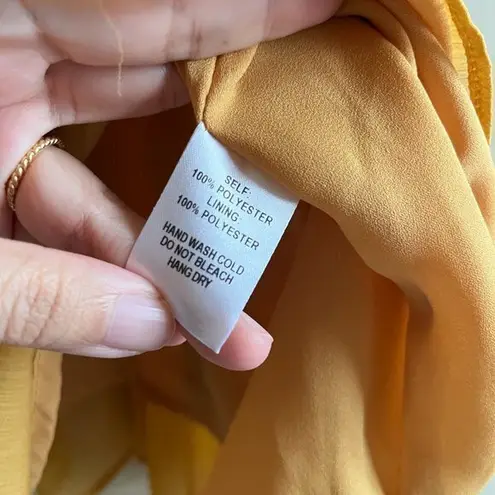 SELF:
100% POLYESTER
LINING:
100% POLYESTER
HAND WASH COLD
DO NOT BLEACH
HANG DRY